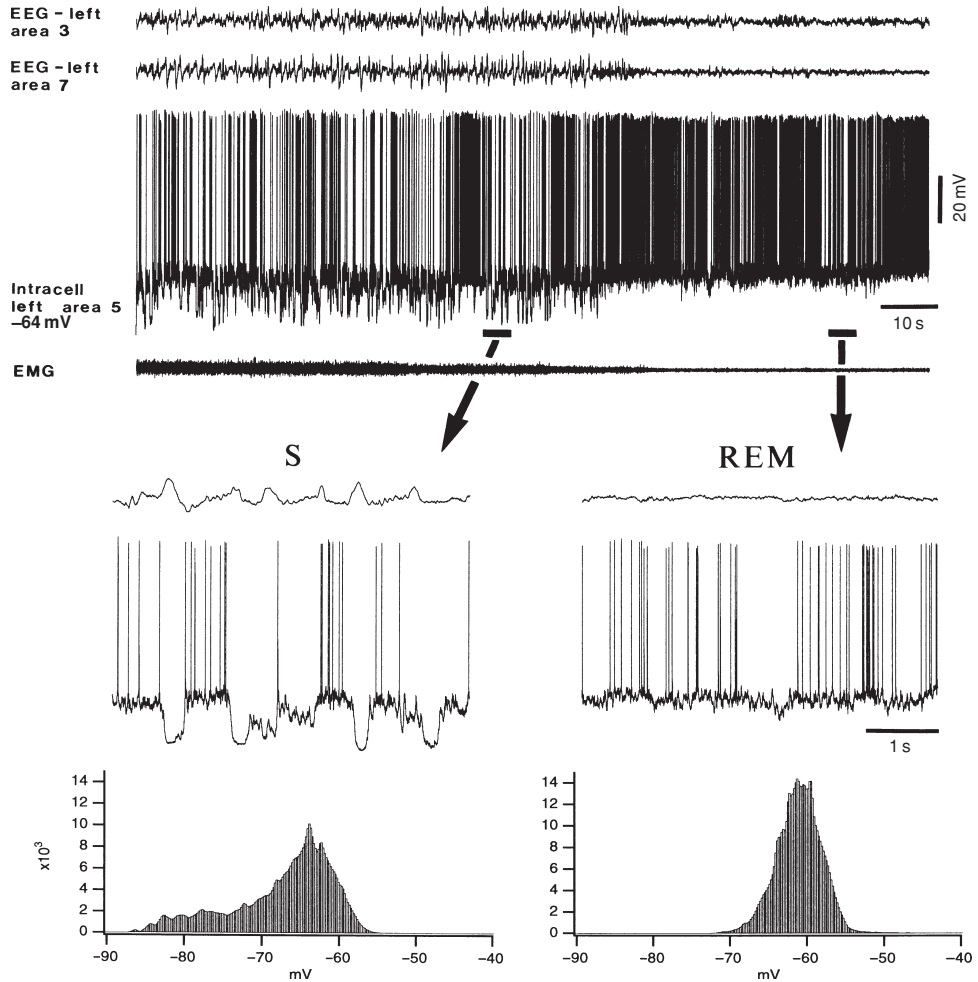 EEG-left
area 3
EEG-left
area 7
20 mV
Intracell
left area 5
–64 mV
10 s
EMG
S
REM
1 s
x10³
14
12
10
8
6
4
2
0
–90 –80 –70 –60 –50 –40
mV
14
12
10
8
6
4
2
0
–90 –80 –70 –60 –50 –40
mV